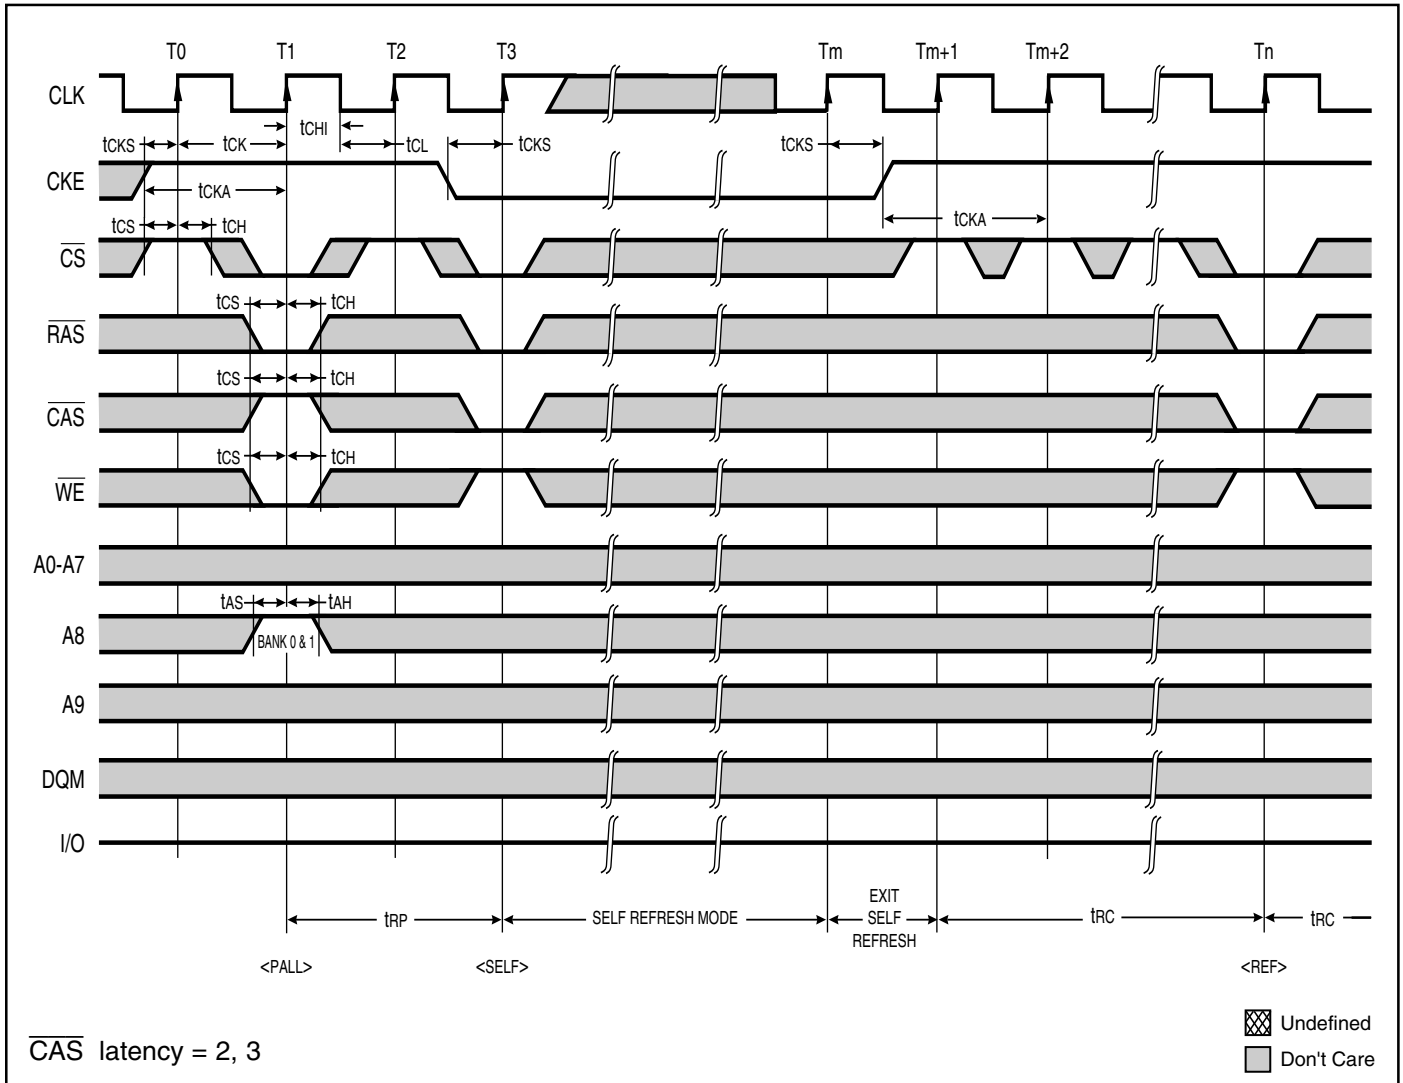 T0 T1 T2 T3 Tm Tm+1 Tm+2 Tn
CLK
tCHI
tCKS tCK tCL tCKS tCKS
CKE
tCKA
tCKA
tCS tCH
CS
tCS tCH
RAS
tCS tCH
CAS
tCS tCH
WE
A0-A7
tAS tAH
A8 BANK 0 & 1
A9
DQM
I/O
tRP SELF REFRESH MODE EXIT SELF REFRESH tRC tRC
<PALL> <SELF> <REF>
Undefined
CAS latency = 2, 3
Don't Care